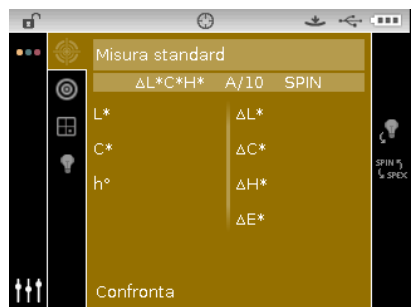 Misura standard
ΔL*C*H* A/10 SPIN
L* ΔL*
C* ΔC*
h° ΔH*
ΔE*
Confronta
SPIN
SPEX